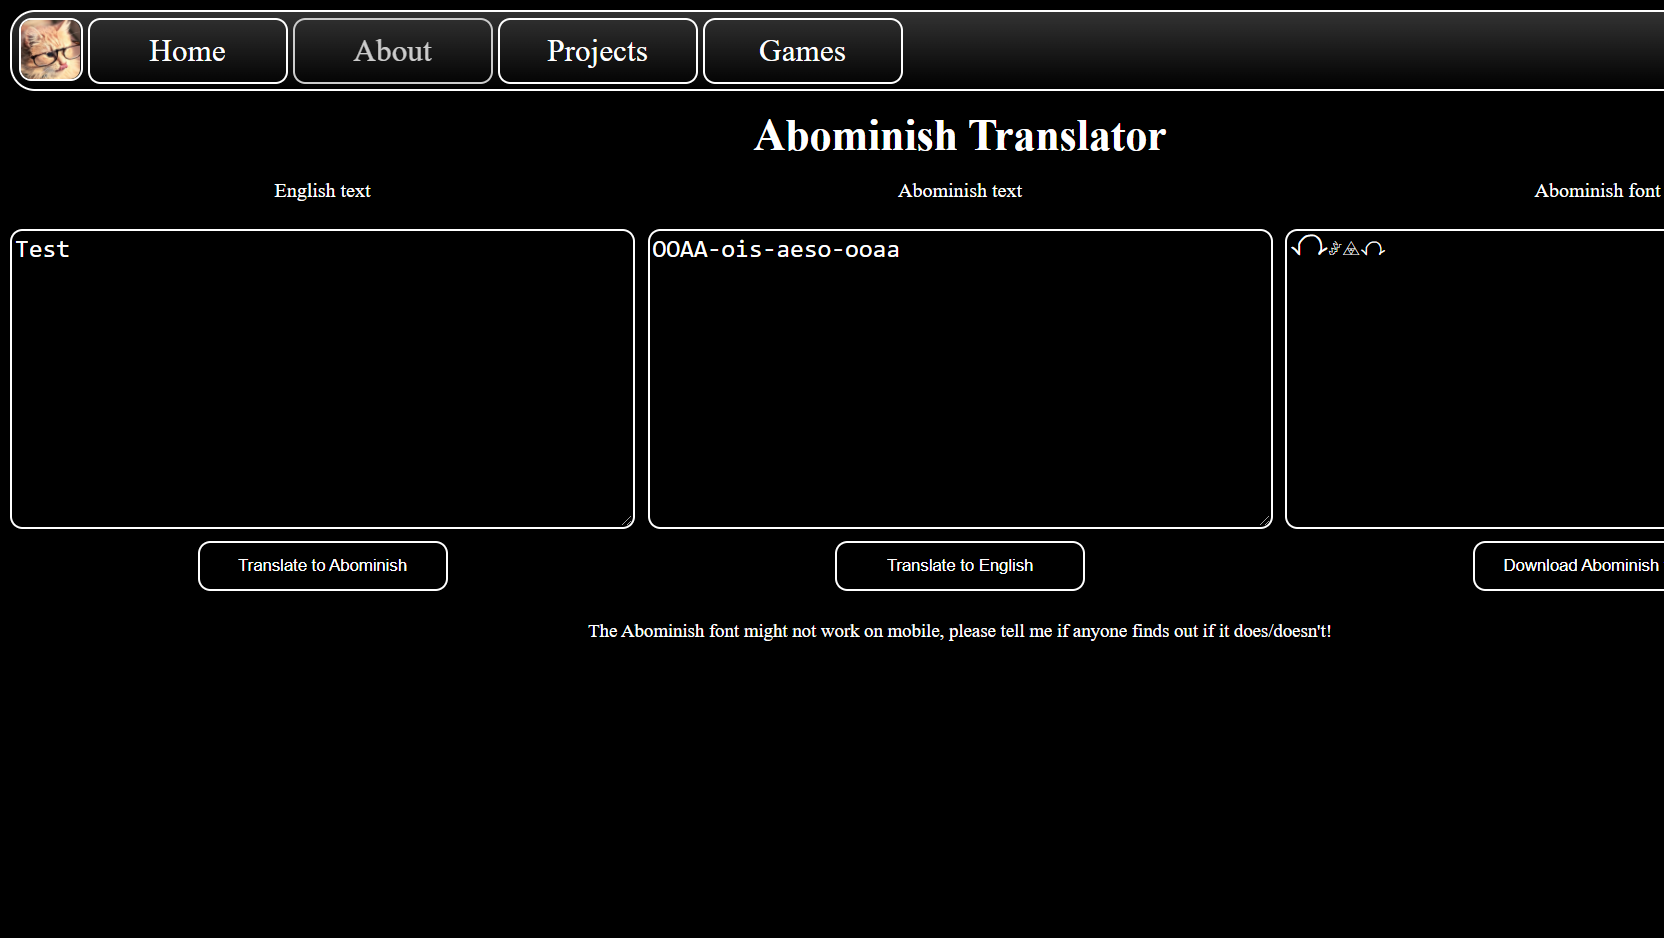 Home About Projects Games
Abominish Translator
English text Abominish text Abominish font
Test OOAA-ois-aeso-ooaa
Translate to Abominish Translate to English Download Abominish
The Abominish font might not work on mobile, please tell me if anyone finds out if it does/doesn't!